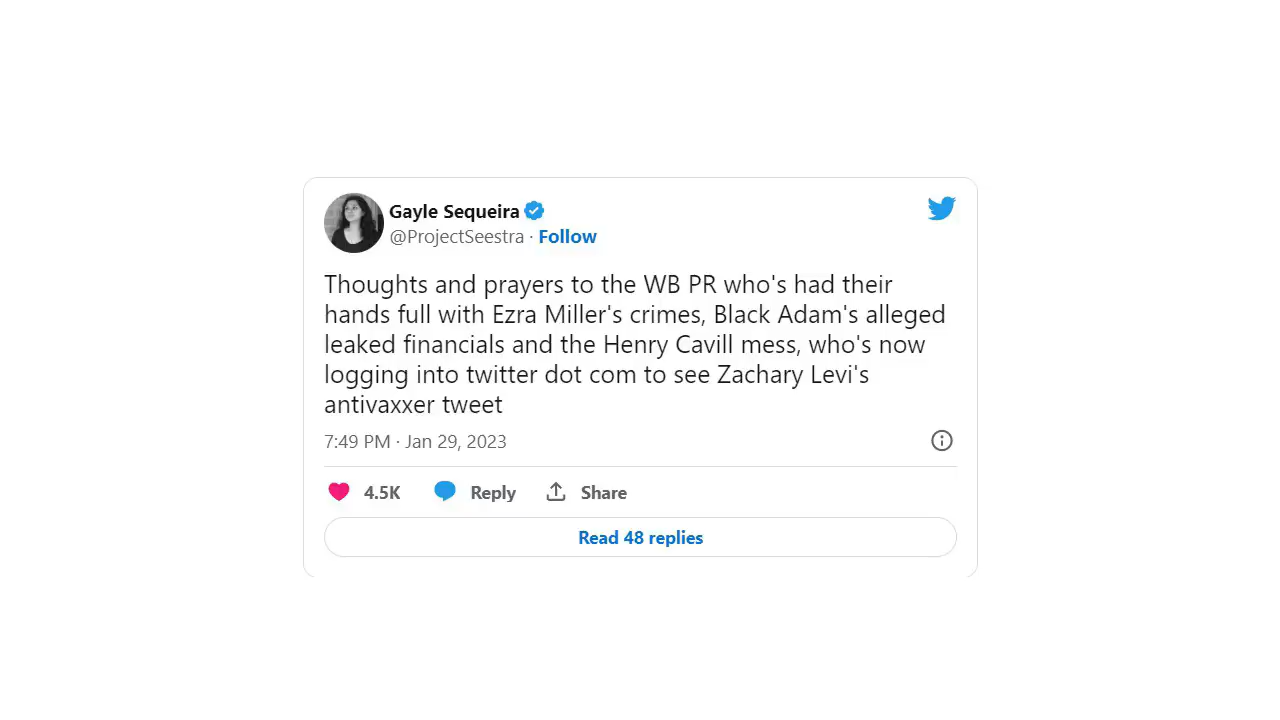 Gayle Sequeira
@ProjectSeestra · Follow
Thoughts and prayers to the WB PR who's had their
hands full with Ezra Miller's crimes, Black Adam's alleged
leaked financials and the Henry Cavill mess, who's now
logging into twitter dot com to see Zachary Levi's
antivaxxer tweet
7:49 PM · Jan 29, 2023
4.5K Reply Share
Read 48 replies